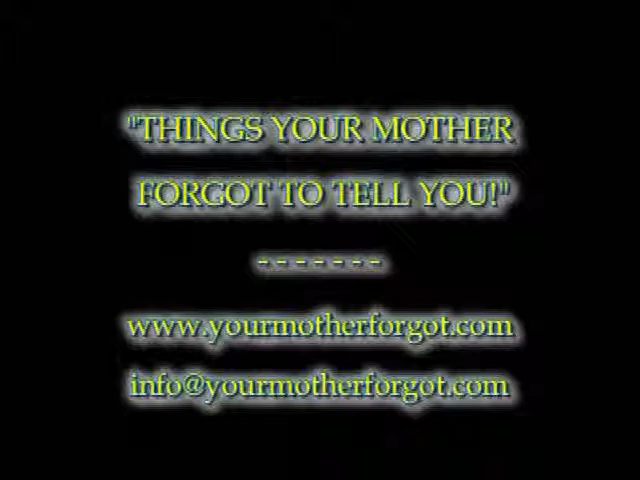 "THINGS YOUR MOTHER
FORGOT TO TELL YOU!"
- - - - - - -
www.yourmotherforgot.com
info@yourmotherforgot.com